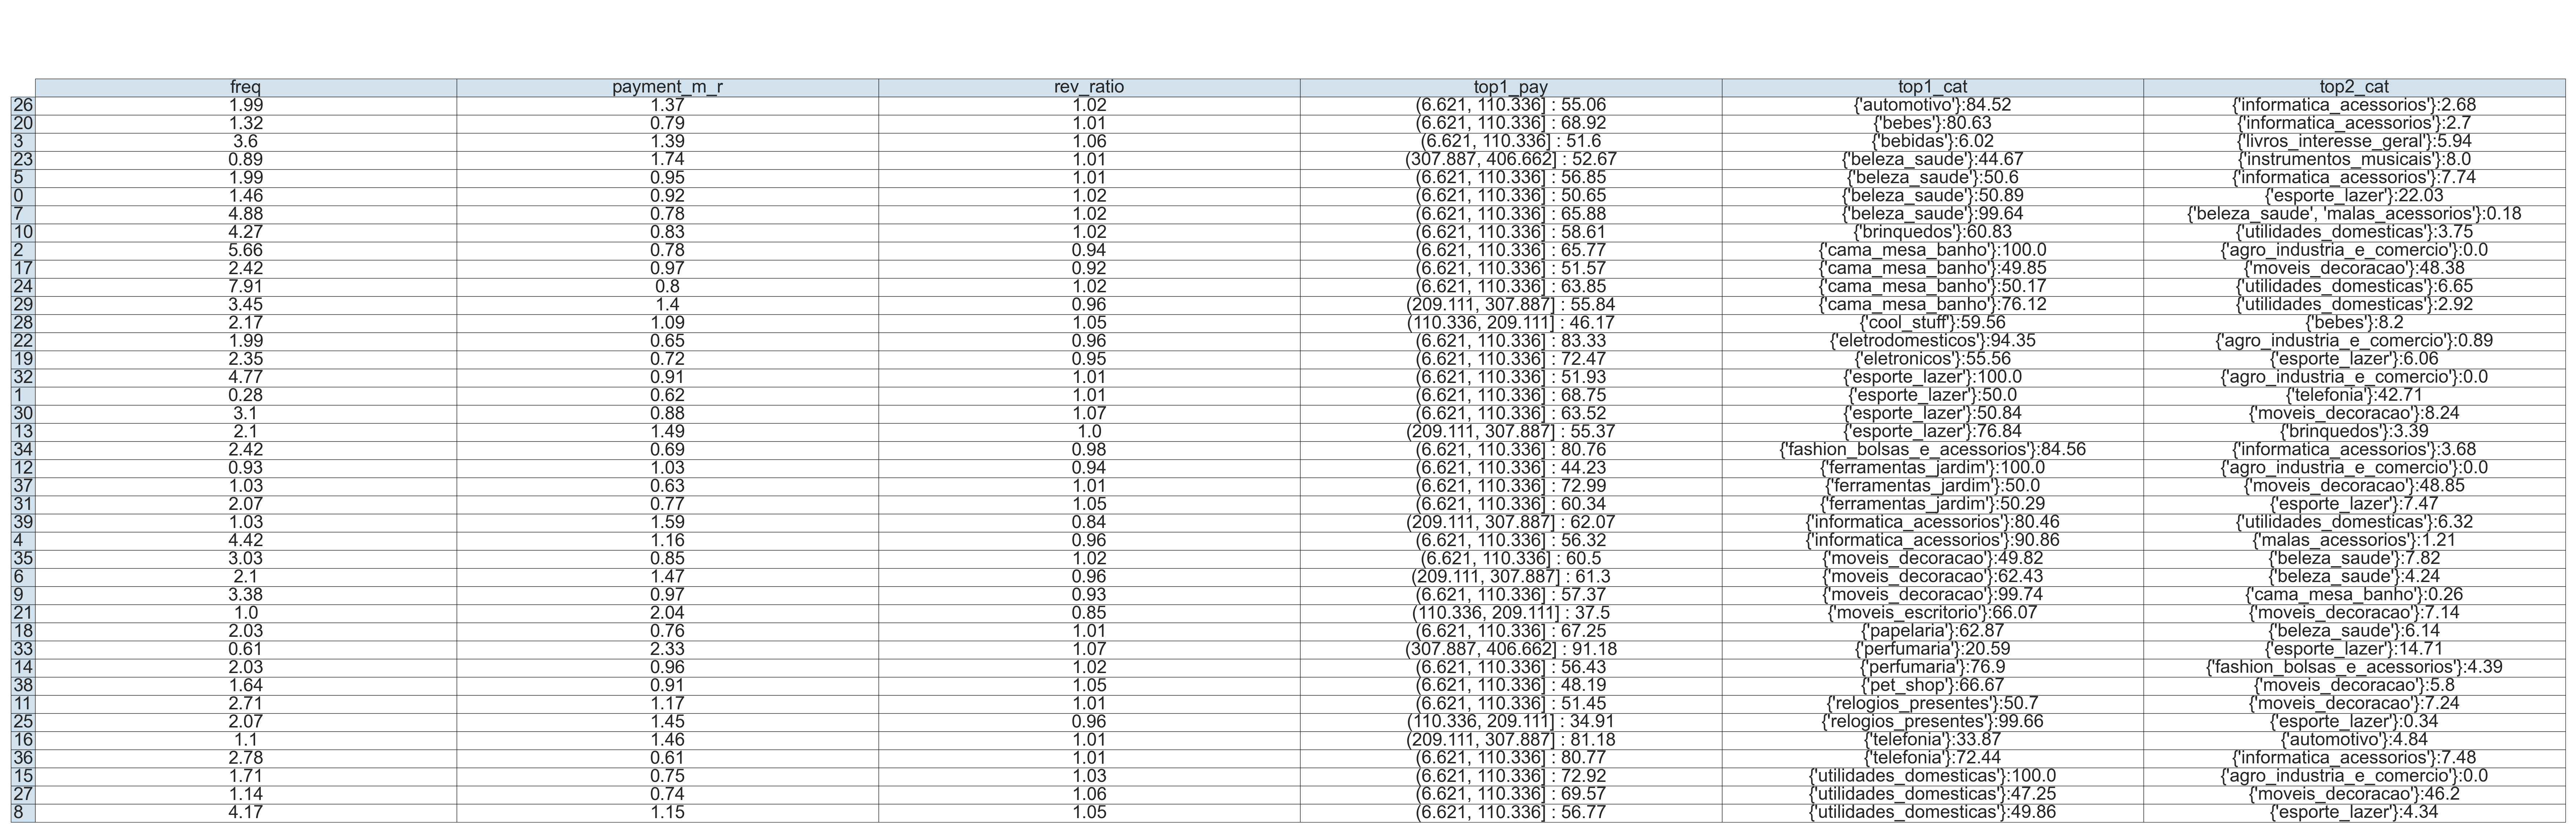 freq payment_m_r rev_ratio top1_pay top1_cat top2_cat
26 1.99 1.37 1.02 (6.621, 110.336] : 55.06 {'automotivo'}:84.52 {'informatica_acessorios'}:2.68
20 1.32 0.79 1.01 (6.621, 110.336] : 68.92 {'bebes'}:80.63 {'informatica_acessorios'}:2.7
3 3.6 1.39 1.06 (6.621, 110.336] : 51.6 {'bebidas'}:6.02 {'livros_interesse_geral'}:5.94
23 0.89 1.74 1.01 (307.887, 406.662] : 52.67 {'beleza_saude'}:44.67 {'instrumentos_musicais'}:8.0
5 1.99 0.95 1.01 (6.621, 110.336] : 56.85 {'beleza_saude'}:50.6 {'informatica_acessorios'}:7.74
0 1.46 0.92 1.02 (6.621, 110.336] : 50.65 {'beleza_saude'}:50.89 {'esporte_lazer'}:22.03
7 4.88 0.78 1.02 (6.621, 110.336] : 65.88 {'beleza_saude'}:99.64 {'beleza_saude', 'malas_acessorios'}:0.18
10 4.27 0.83 1.02 (6.621, 110.336] : 58.61 {'brinquedos'}:60.83 {'utilidades_domesticas'}:3.75
2 5.66 0.78 0.94 (6.621, 110.336] : 65.77 {'cama_mesa_banho'}:100.0 {'agro_industria_e_comercio'}:0.0
17 2.42 0.97 0.92 (6.621, 110.336] : 51.57 {'cama_mesa_banho'}:49.85 {'moveis_decoracao'}:48.38
24 7.91 0.8 1.02 (6.621, 110.336] : 63.85 {'cama_mesa_banho'}:50.17 {'utilidades_domesticas'}:6.65
29 3.45 1.4 0.96 (209.111, 307.887] : 55.84 {'cama_mesa_banho'}:76.12 {'utilidades_domesticas'}:2.92
28 2.17 1.09 1.05 (110.336, 209.111] : 46.17 {'cool_stuff'}:59.56 {'bebes'}:8.2
22 1.99 0.65 0.96 (6.621, 110.336] : 83.33 {'eletrodomesticos'}:94.35 {'agro_industria_e_comercio'}:0.89
19 2.35 0.72 0.95 (6.621, 110.336] : 72.47 {'eletronicos'}:55.56 {'esporte_lazer'}:6.06
32 4.77 0.91 1.01 (6.621, 110.336] : 51.93 {'esporte_lazer'}:100.0 {'agro_industria_e_comercio'}:0.0
1 0.28 0.62 1.01 (6.621, 110.336] : 68.75 {'esporte_lazer'}:50.0 {'telefonia'}:42.71
30 3.1 0.88 1.07 (6.621, 110.336] : 63.52 {'esporte_lazer'}:50.84 {'moveis_decoracao'}:8.24
13 2.1 1.49 1.0 (209.111, 307.887] : 55.37 {'esporte_lazer'}:76.84 {'brinquedos'}:3.39
34 2.42 0.69 0.98 (6.621, 110.336] : 80.76 {'fashion_bolsas_e_acessorios'}:84.56 {'informatica_acessorios'}:3.68
12 0.93 1.03 0.94 (6.621, 110.336] : 44.23 {'ferramentas_jardim'}:100.0 {'agro_industria_e_comercio'}:0.0
37 1.03 0.63 1.01 (6.621, 110.336] : 72.99 {'ferramentas_jardim'}:50.0 {'moveis_decoracao'}:48.85
31 2.07 0.77 1.05 (6.621, 110.336] : 60.34 {'ferramentas_jardim'}:50.29 {'esporte_lazer'}:7.47
39 1.03 1.59 0.84 (209.111, 307.887] : 62.07 {'informatica_acessorios'}:80.46 {'utilidades_domesticas'}:6.32
4 4.42 1.16 0.96 (6.621, 110.336] : 56.32 {'informatica_acessorios'}:90.86 {'malas_acessorios'}:1.21
35 3.03 0.85 1.02 (6.621, 110.336] : 60.5 {'moveis_decoracao'}:49.82 {'beleza_saude'}:7.82
6 2.1 1.47 0.96 (209.111, 307.887] : 61.3 {'moveis_decoracao'}:62.43 {'beleza_saude'}:4.24
9 3.38 0.97 0.93 (6.621, 110.336] : 57.37 {'moveis_decoracao'}:99.74 {'cama_mesa_banho'}:0.26
21 1.0 2.04 0.85 (110.336, 209.111] : 37.5 {'moveis_escritorio'}:66.07 {'moveis_decoracao'}:7.14
18 2.03 0.76 1.01 (6.621, 110.336] : 67.25 {'papelaria'}:62.87 {'beleza_saude'}:6.14
33 0.61 2.33 1.07 (307.887, 406.662] : 91.18 {'perfumaria'}:20.59 {'esporte_lazer'}:14.71
14 2.03 0.96 1.02 (6.621, 110.336] : 56.43 {'perfumaria'}:76.9 {'fashion_bolsas_e_acessorios'}:4.39
38 1.64 0.91 1.05 (6.621, 110.336] : 48.19 {'pet_shop'}:66.67 {'moveis_decoracao'}:5.8
11 2.71 1.17 1.01 (6.621, 110.336] : 51.45 {'relogios_presentes'}:50.7 {'moveis_decoracao'}:7.24
25 2.07 1.45 0.96 (110.336, 209.111] : 34.91 {'relogios_presentes'}:99.66 {'esporte_lazer'}:0.34
16 1.1 1.46 1.01 (209.111, 307.887] : 81.18 {'telefonia'}:33.87 {'automotivo'}:4.84
36 2.78 0.61 1.01 (6.621, 110.336] : 80.77 {'telefonia'}:72.44 {'informatica_acessorios'}:7.48
15 1.71 0.75 1.03 (6.621, 110.336] : 72.92 {'utilidades_domesticas'}:100.0 {'agro_industria_e_comercio'}:0.0
27 1.14 0.74 1.06 (6.621, 110.336] : 69.57 {'utilidades_domesticas'}:47.25 {'moveis_decoracao'}:46.2
8 4.17 1.15 1.05 (6.621, 110.336] : 56.77 {'utilidades_domesticas'}:49.86 {'esporte_lazer'}:4.34